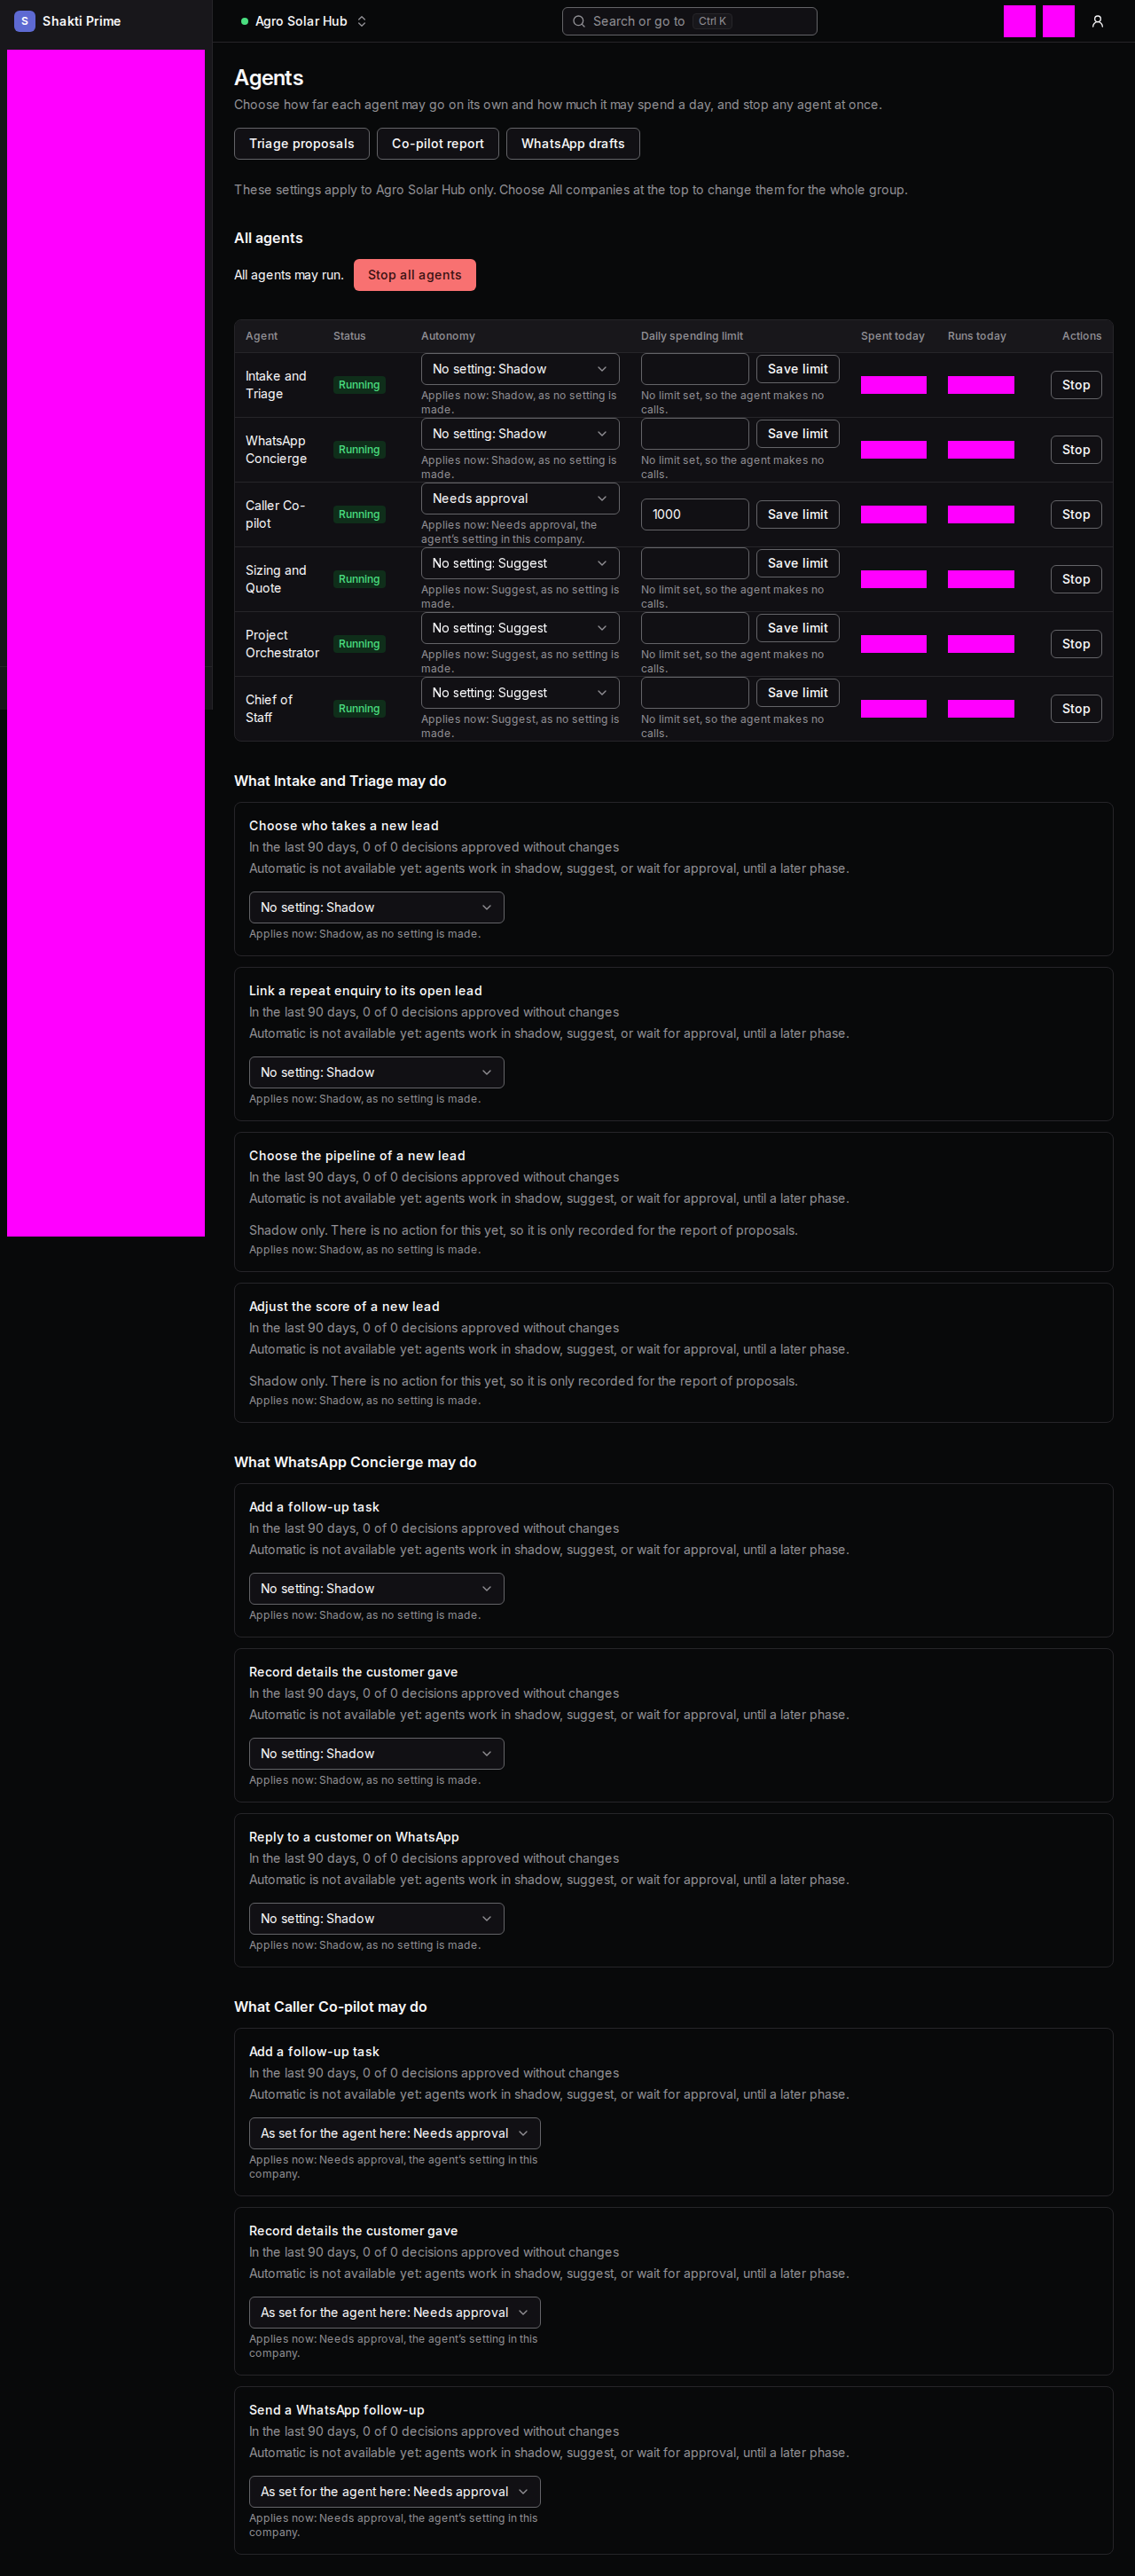 S Shakti Prime
Agro Solar Hub
Search or go to Ctrl K
Agents
Choose how far each agent may go on its own and how much it may spend a day, and stop any agent at once.
Triage proposals Co-pilot report WhatsApp drafts
These settings apply to Agro Solar Hub only. Choose All companies at the top to change them for the whole group.
All agents
All agents may run. Stop all agents
Agent Status Autonomy Daily spending limit Spent today Runs today Actions
Intake and
Triage
Running
No setting: Shadow
Applies now: Shadow, as no setting is
made.
Save limit
No limit set, so the agent makes no
calls.
Stop
WhatsApp
Concierge
Running
No setting: Shadow
Applies now: Shadow, as no setting is
made.
Save limit
No limit set, so the agent makes no
calls.
Stop
Caller Co-
pilot
Running
Needs approval
Applies now: Needs approval, the
agent’s setting in this company.
1000 Save limit
Stop
Sizing and
Quote
Running
No setting: Suggest
Applies now: Suggest, as no setting is
made.
Save limit
No limit set, so the agent makes no
calls.
Stop
Project
Orchestrator
Running
No setting: Suggest
Applies now: Suggest, as no setting is
made.
Save limit
No limit set, so the agent makes no
calls.
Stop
Chief of
Staff
Running
No setting: Suggest
Applies now: Suggest, as no setting is
made.
Save limit
No limit set, so the agent makes no
calls.
Stop
What Intake and Triage may do
Choose who takes a new lead
In the last 90 days, 0 of 0 decisions approved without changes
Automatic is not available yet: agents work in shadow, suggest, or wait for approval, until a later phase.
No setting: Shadow
Applies now: Shadow, as no setting is made.
Link a repeat enquiry to its open lead
In the last 90 days, 0 of 0 decisions approved without changes
Automatic is not available yet: agents work in shadow, suggest, or wait for approval, until a later phase.
No setting: Shadow
Applies now: Shadow, as no setting is made.
Choose the pipeline of a new lead
In the last 90 days, 0 of 0 decisions approved without changes
Automatic is not available yet: agents work in shadow, suggest, or wait for approval, until a later phase.
Shadow only. There is no action for this yet, so it is only recorded for the report of proposals.
Applies now: Shadow, as no setting is made.
Adjust the score of a new lead
In the last 90 days, 0 of 0 decisions approved without changes
Automatic is not available yet: agents work in shadow, suggest, or wait for approval, until a later phase.
Shadow only. There is no action for this yet, so it is only recorded for the report of proposals.
Applies now: Shadow, as no setting is made.
What WhatsApp Concierge may do
Add a follow-up task
In the last 90 days, 0 of 0 decisions approved without changes
Automatic is not available yet: agents work in shadow, suggest, or wait for approval, until a later phase.
No setting: Shadow
Applies now: Shadow, as no setting is made.
Record details the customer gave
In the last 90 days, 0 of 0 decisions approved without changes
Automatic is not available yet: agents work in shadow, suggest, or wait for approval, until a later phase.
No setting: Shadow
Applies now: Shadow, as no setting is made.
Reply to a customer on WhatsApp
In the last 90 days, 0 of 0 decisions approved without changes
Automatic is not available yet: agents work in shadow, suggest, or wait for approval, until a later phase.
No setting: Shadow
Applies now: Shadow, as no setting is made.
What Caller Co-pilot may do
Add a follow-up task
In the last 90 days, 0 of 0 decisions approved without changes
Automatic is not available yet: agents work in shadow, suggest, or wait for approval, until a later phase.
As set for the agent here: Needs approval
Applies now: Needs approval, the agent’s setting in this
company.
Record details the customer gave
In the last 90 days, 0 of 0 decisions approved without changes
Automatic is not available yet: agents work in shadow, suggest, or wait for approval, until a later phase.
As set for the agent here: Needs approval
Applies now: Needs approval, the agent’s setting in this
company.
Send a WhatsApp follow-up
In the last 90 days, 0 of 0 decisions approved without changes
Automatic is not available yet: agents work in shadow, suggest, or wait for approval, until a later phase.
As set for the agent here: Needs approval
Applies now: Needs approval, the agent’s setting in this
company.